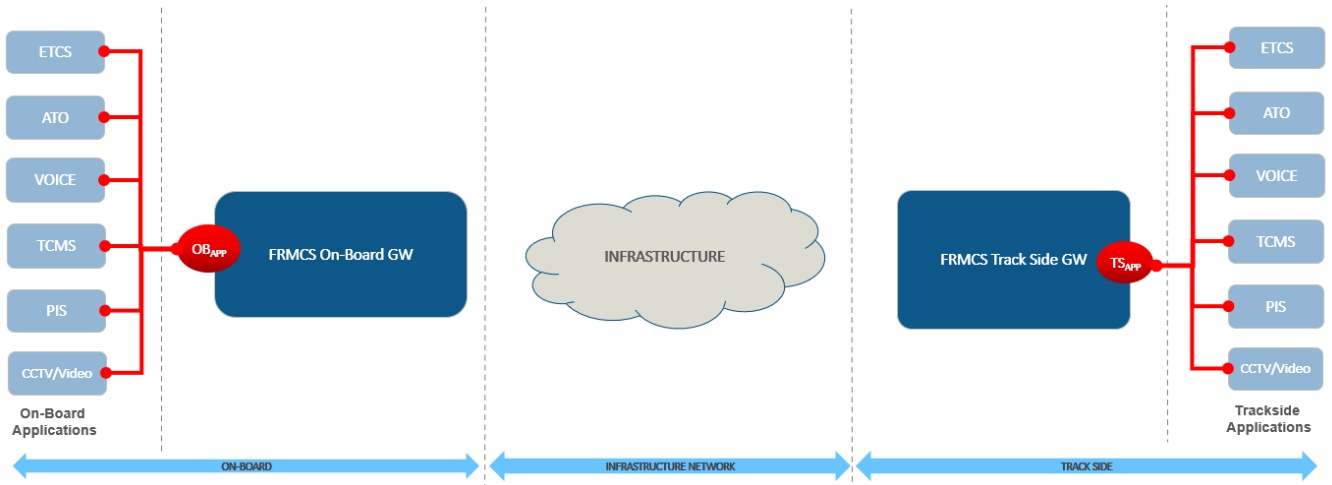 ETCS
ATO
VOICE
TCMS
PIS
CCTV/Video
On-Board
Applications
OBAPP
FRMCS On-Board GW
INFRASTRUCTURE
FRMCS Track Side GW
TSAPP
ETCS
ATO
VOICE
TCMS
PIS
CCTV/Video
Trackside
Applications
ON-BOARD
INFRASTRUCTURE NETWORK
TRACK SIDE